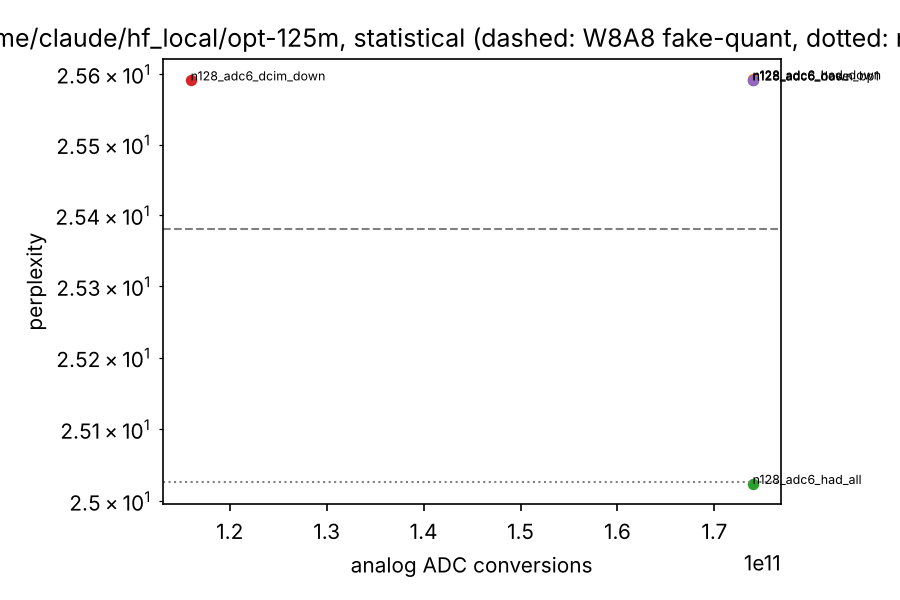 me/claude/hf_local/opt-125m, statistical (dashed: W8A8 fake-quant, dotted:
2.56 × 10¹
n128_adc6_dcim_down
2.55 × 10¹
2.54 × 10¹
2.53 × 10¹
2.52 × 10¹
2.51 × 10¹
2.5 × 10¹
n128_adc6_had_all
perplexity
1.2
1.3
1.4
1.5
1.6
1.7
analog ADC conversions
1e11